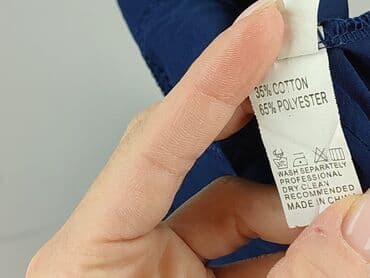 35% COTTON
65% POLYESTER
WASH SEPARATELY
PROFESSIONAL
DRY CLEAN
RECOMMENDED
MADE IN CHINA